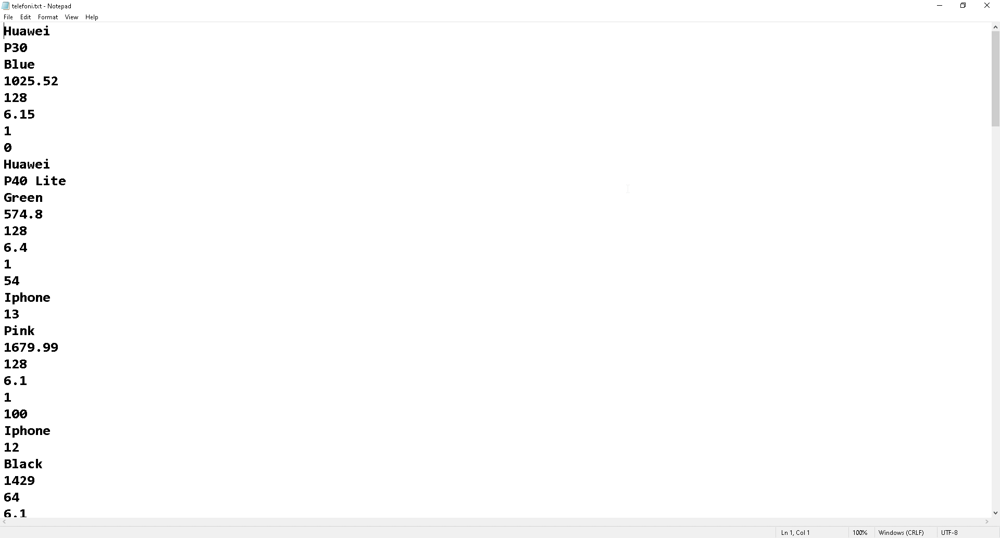 telefoni.txt - Notepad
File Edit Format View Help
Huawei
P30
Blue
1025.52
128
6.15
1
0
Huawei
P40 Lite
Green
574.8
128
6.4
1
54
Iphone
13
Pink
1679.99
128
6.1
1
100
Iphone
12
Black
1429
64
6.1
Ln 1, Col 1 100% Windows (CRLF) UTF-8